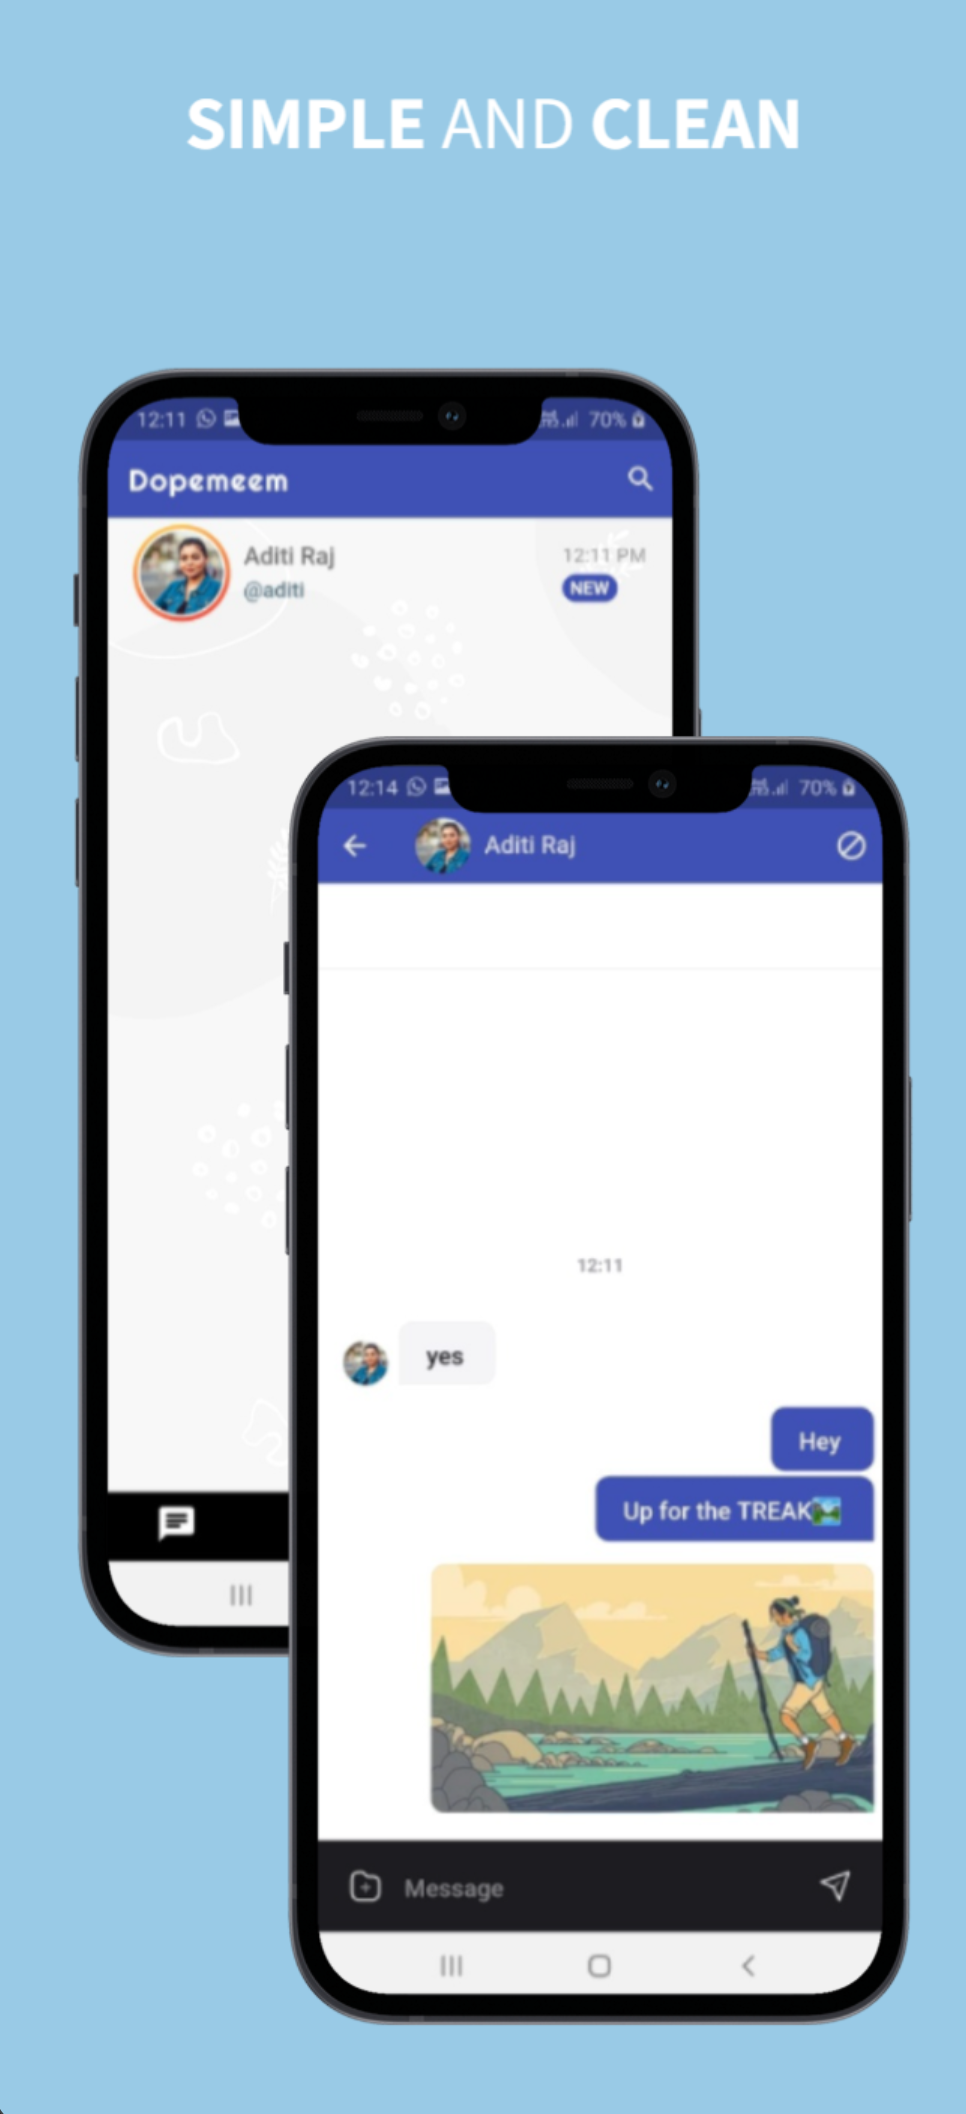 SIMPLE AND CLEAN
12:11 70%
Dopemeem
Aditi Raj 12:11 PM
@aditi NEW
12:14 70%
Aditi Raj
12:11
yes
Hey
Up for the TREAK🏞️
Message